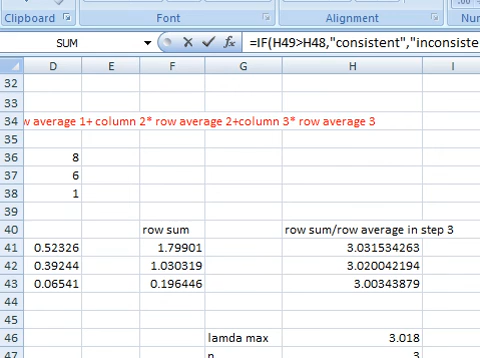 Clipboard Font Alignment
SUM =IF(H49>H48,"consistent","inconsiste
D E F G H I
32
33
34 average 1+ column 2* row average 2+column 3* row average 3
35
36 8
37 6
38 1
39
40 row sum row sum/row average in step 3
41 0.52326 1.79901 3.031534263
42 0.39244 1.030319 3.020042194
43 0.06541 0.196446 3.00343879
44
45
46 lamda max 3.018